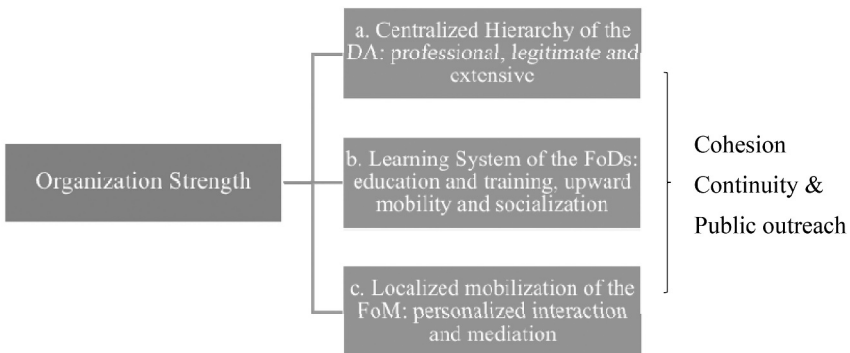 Organization Strength
a. Centralized Hierarchy of the
DA: professional, legitimate and
extensive
b. Learning System of the FoDs:
education and training, upward
mobility and socialization
c. Localized mobilization of the
FoM: personalized interaction
and mediation
Cohesion
Continuity &
Public outreach